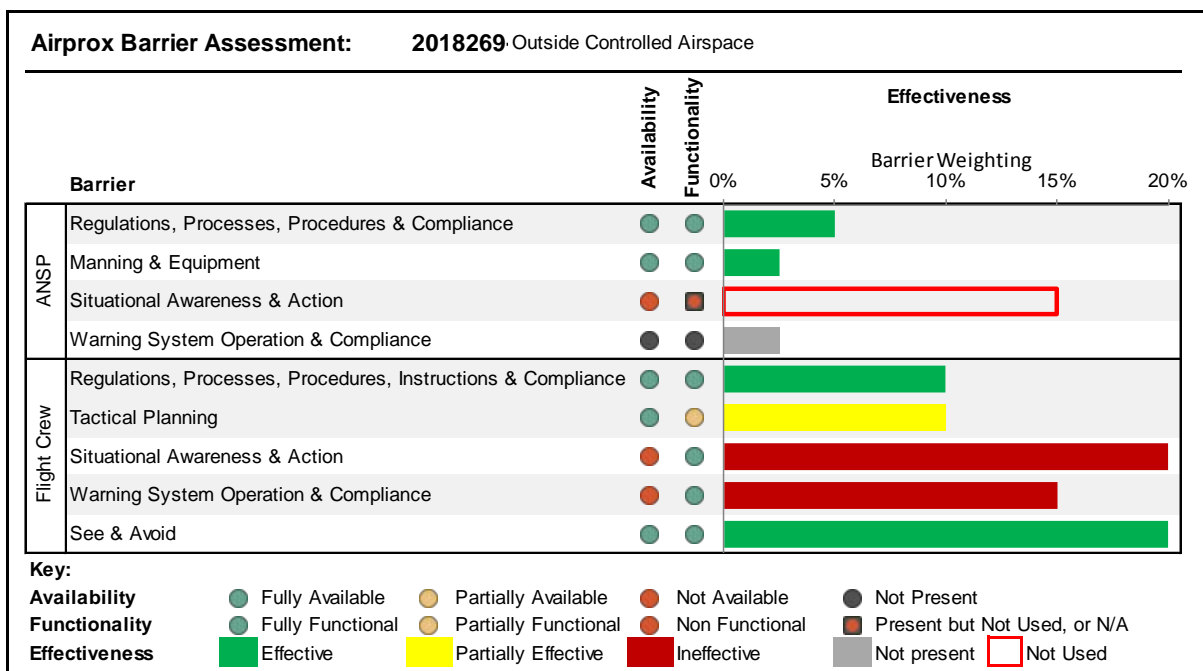 Airprox Barrier Assessment: 2018269 Outside Controlled Airspace
Availability
Functionality
Effectiveness
Barrier Weighting
Barrier
0% 5% 10% 15% 20%
ANSP
Regulations, Processes, Procedures & Compliance
Manning & Equipment
Situational Awareness & Action
Warning System Operation & Compliance
Flight Crew
Regulations, Processes, Procedures, Instructions & Compliance
Tactical Planning
Situational Awareness & Action
Warning System Operation & Compliance
See & Avoid
Key:
Availability Fully Available Partially Available Not Available Not Present
Functionality Fully Functional Partially Functional Non Functional Present but Not Used, or N/A
Effectiveness Effective Partially Effective Ineffective Not present Not Used